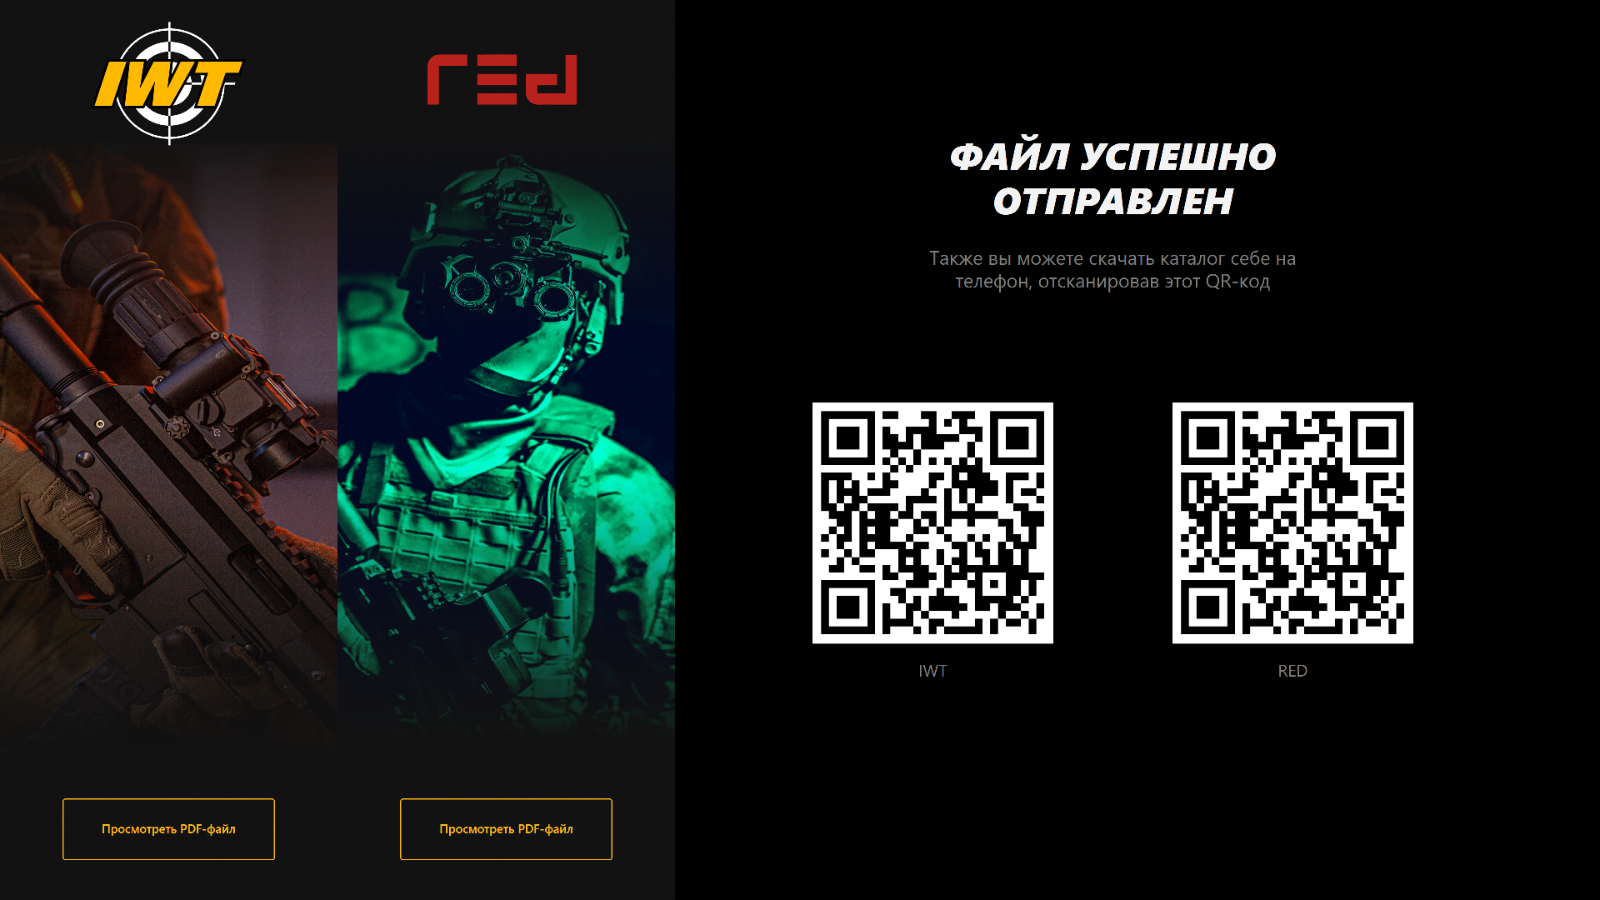 IWT
rED
ФАЙЛ УСПЕШНО
ОТПРАВЛЕН
Также вы можете скачать каталог себе на
телефон, отсканировав этот QR-код
IWT
RED
Просмотреть PDF-файл
Просмотреть PDF-файл